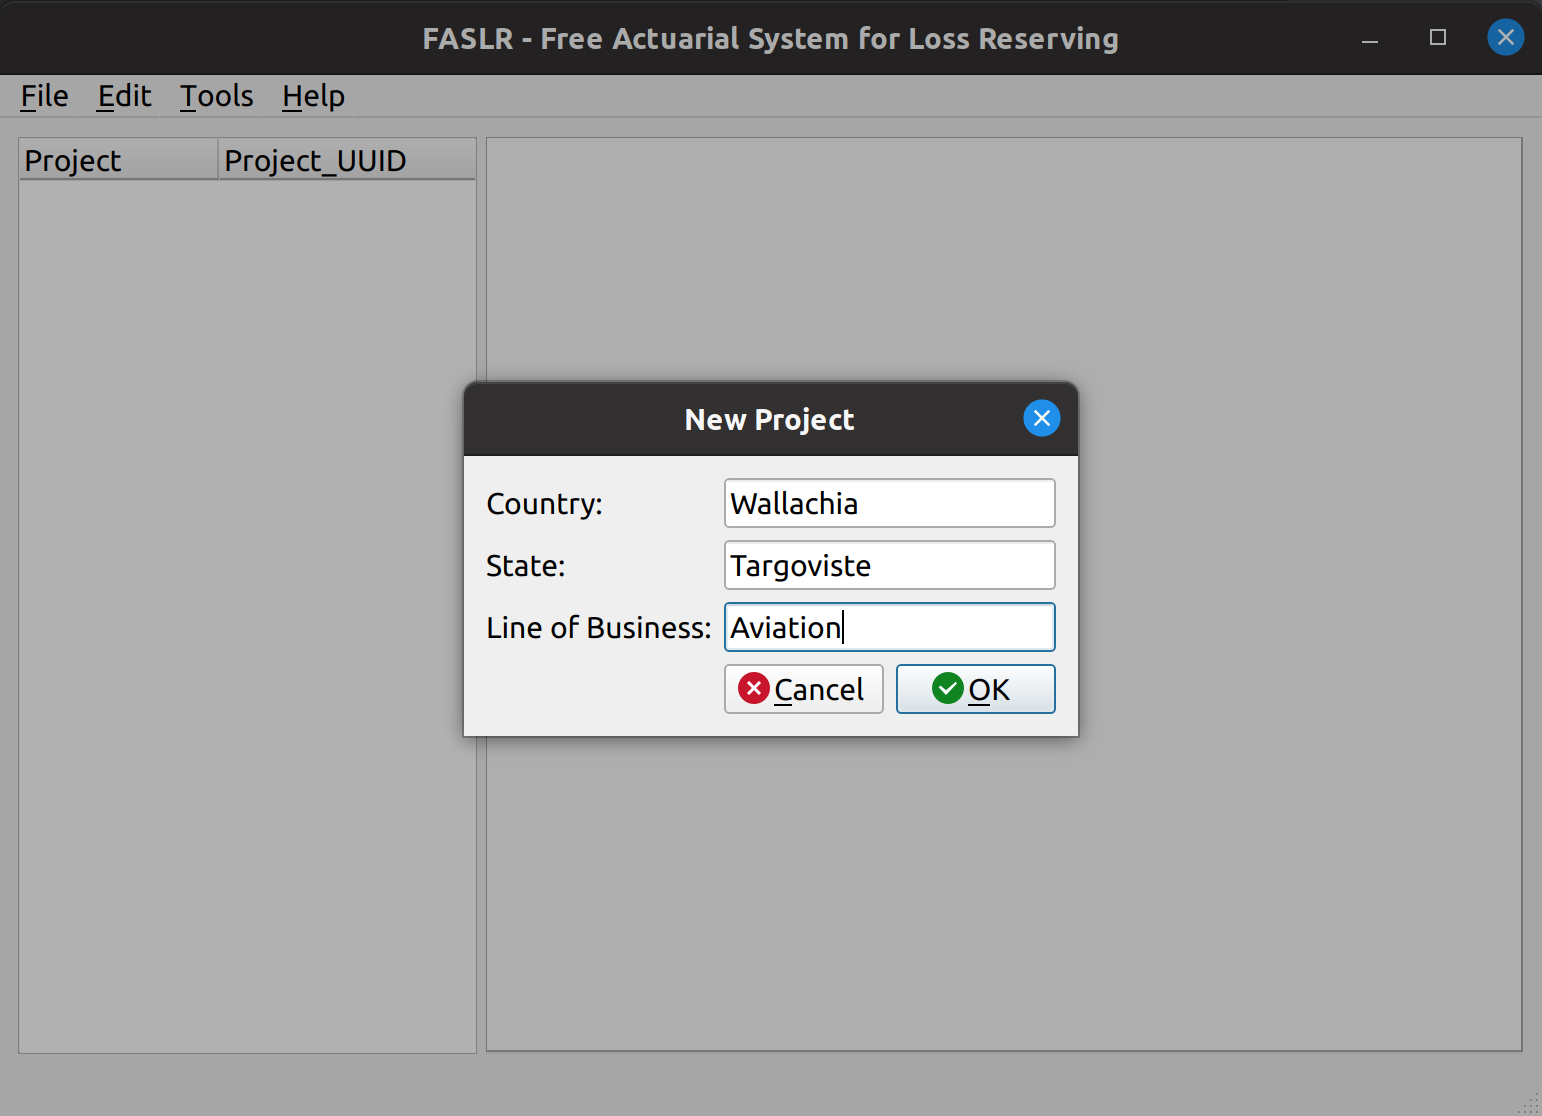 FASLR - Free Actuarial System for Loss Reserving
File Edit Tools Help
Project Project_UUID
New Project
Country: Wallachia
State: Targoviste
Line of Business: Aviation
Cancel OK